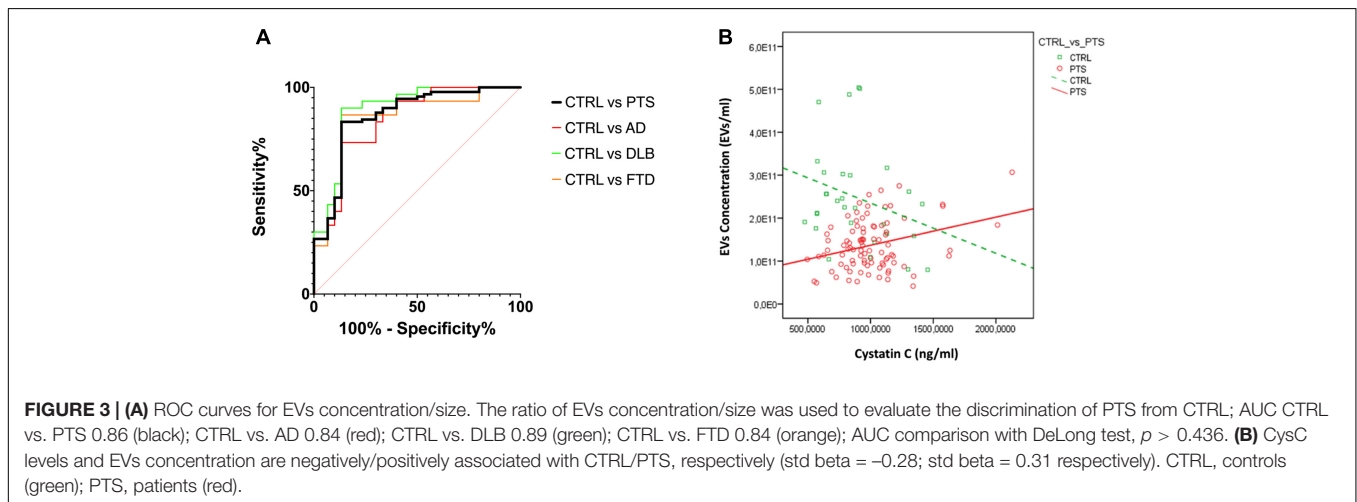 A
100
50
0
Sensitivity%
0
50
100
100% - Specificity%
CTRL vs PTS
CTRL vs AD
CTRL vs DLB
CTRL vs FTD
B
6,0E11
5,0E11
4,0E11
3,0E11
2,0E11
1,0E11
0,0E0
EVs Concentration (EVs/ml)
500,0000
1000,0000
1500,0000
2000,0000
Cystatin C (ng/ml)
CTRL_vs_PTS
CTRL
PTS
CTRL
PTS
FIGURE 3 | (A) ROC curves for EVs concentration/size. The ratio of EVs concentration/size was used to evaluate the discrimination of PTS from CTRL; AUC CTRL
vs. PTS 0.86 (black); CTRL vs. AD 0.84 (red); CTRL vs. DLB 0.89 (green); CTRL vs. FTD 0.84 (orange); AUC comparison with DeLong test, p > 0.436. (B) CysC
levels and EVs concentration are negatively/positively associated with CTRL/PTS, respectively (std beta = –0.28; std beta = 0.31 respectively). CTRL, controls
(green); PTS, patients (red).